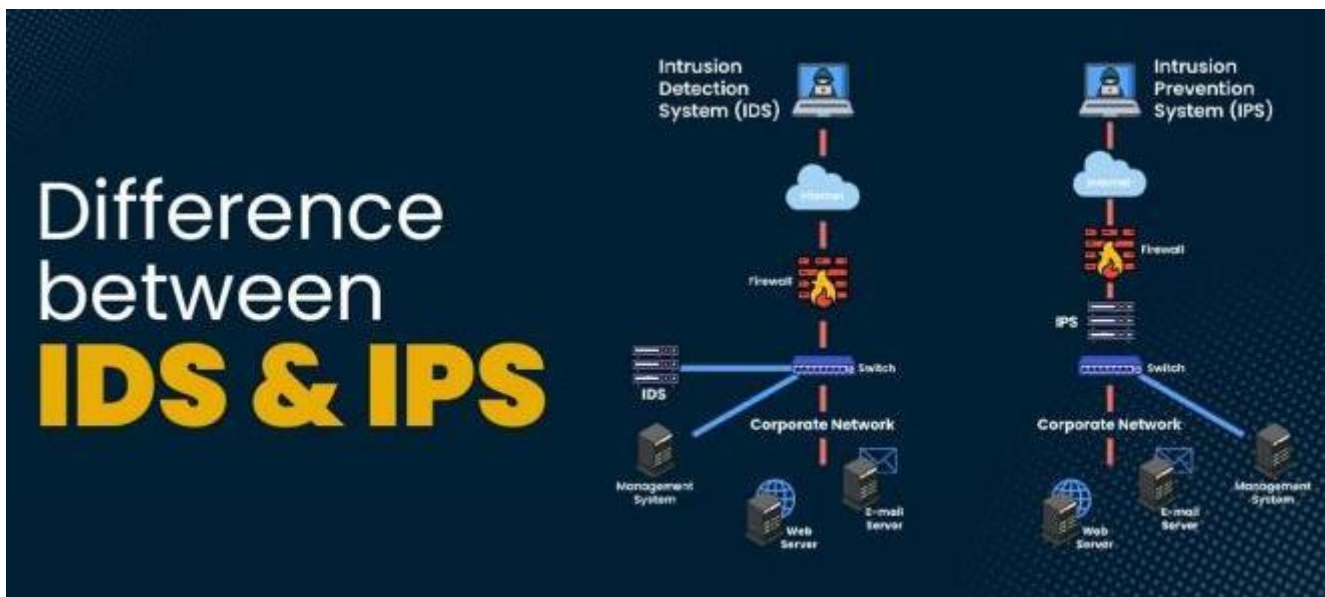 Difference
between
IDS & IPS
Intrusion
Detection
System (IDS)
Internet
Firewall
Switch
IDS
Corporate Network
Management
System
Web
Server
E-mail
Server
Intrusion
Prevention
System (IPS)
Internet
Firewall
IPS
Switch
Corporate Network
Web
Server
E-mail
Server
Management
System